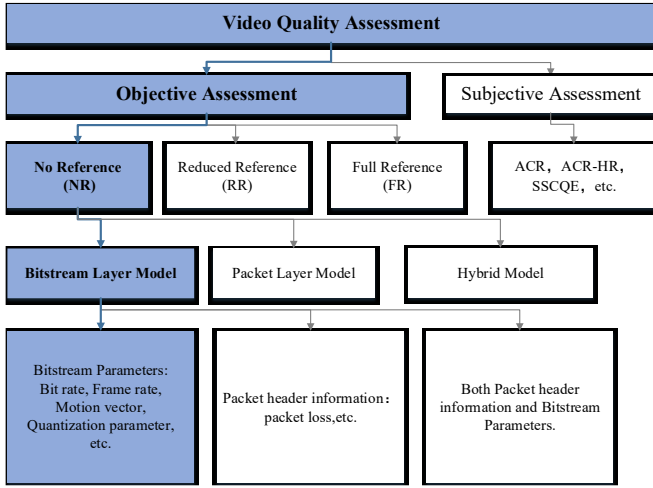 Video Quality Assessment
Objective Assessment
Subjective Assessment
No Reference
(NR)
Reduced Reference
(RR)
Full Reference
(FR)
ACR，ACR-HR，
SSCQE，etc.
Bitstream Layer Model
Packet Layer Model
Hybrid Model
Bitstream Parameters:
Bit rate, Frame rate,
Motion vector,
Quantization parameter,
etc.
Packet header information：
packet loss,etc.
Both Packet header
information and Bitstream
Parameters.